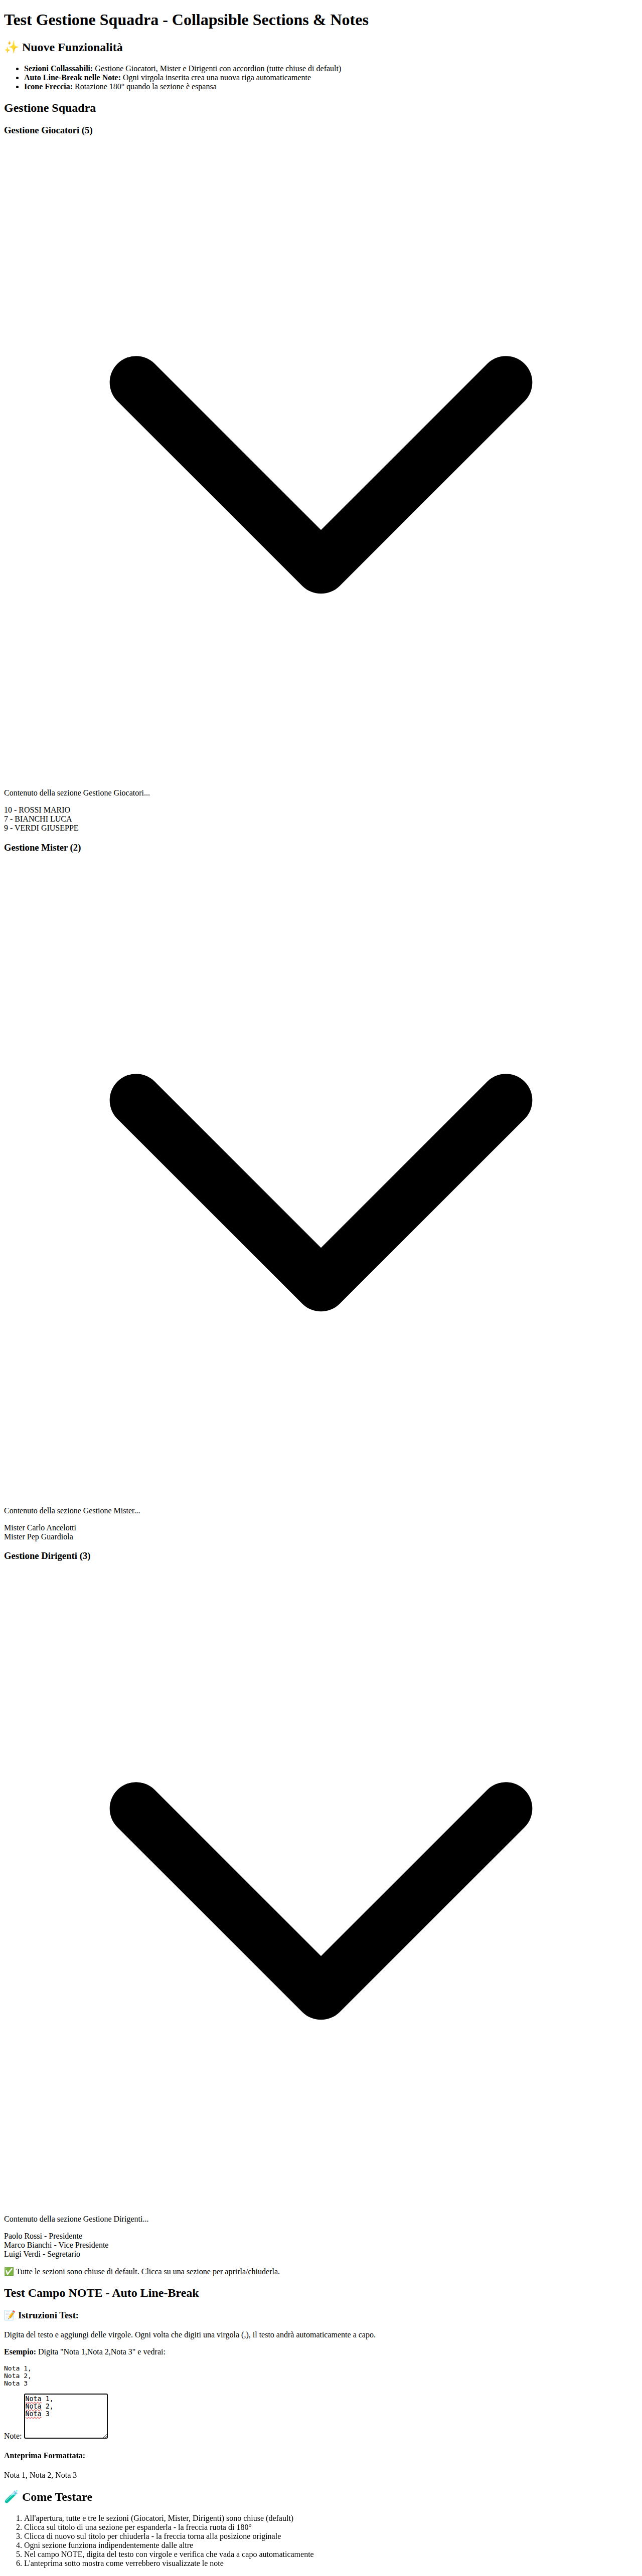 Test Gestione Squadra - Collapsible Sections & Notes
✨ Nuove Funzionalità
• Sezioni Collassabili: Gestione Giocatori, Mister e Dirigenti con accordion (tutte chiuse di default)
• Auto Line-Break nelle Note: Ogni virgola inserita crea una nuova riga automaticamente
• Icone Freccia: Rotazione 180° quando la sezione è espansa
Gestione Squadra
Gestione Giocatori (5)
Contenuto della sezione Gestione Giocatori...
10 - ROSSI MARIO
7 - BIANCHI LUCA
9 - VERDI GIUSEPPE
Gestione Mister (2)
Contenuto della sezione Gestione Mister...
Mister Carlo Ancelotti
Mister Pep Guardiola
Gestione Dirigenti (3)
Contenuto della sezione Gestione Dirigenti...
Paolo Rossi - Presidente
Marco Bianchi - Vice Presidente
Luigi Verdi - Segretario
✅ Tutte le sezioni sono chiuse di default. Clicca su una sezione per aprirla/chiuderla.
Test Campo NOTE - Auto Line-Break
📝 Istruzioni Test:
Digita del testo e aggiungi delle virgole. Ogni volta che digiti una virgola (,), il testo andrà automaticamente a capo.
Esempio: Digita "Nota 1,Nota 2,Nota 3" e vedrai:
Nota 1,
Nota 2,
Nota 3
Nota 1,
Nota 2,
Nota 3
Note:
Anteprima Formattata:
Nota 1, Nota 2, Nota 3
🧪 Come Testare
1. All'apertura, tutte e tre le sezioni (Giocatori, Mister, Dirigenti) sono chiuse (default)
2. Clicca sul titolo di una sezione per espanderla - la freccia ruota di 180°
3. Clicca di nuovo sul titolo per chiuderla - la freccia torna alla posizione originale
4. Ogni sezione funziona indipendentemente dalle altre
5. Nel campo NOTE, digita del testo con virgole e verifica che vada a capo automaticamente
6. L'anteprima sotto mostra come verrebbero visualizzate le note